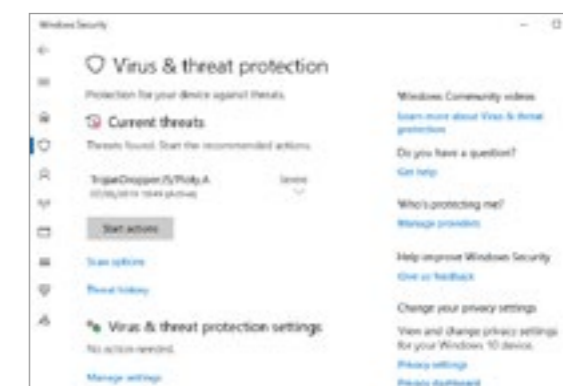 Windows Security
Virus & threat protection
Protection for your device against threats.
Current threats
Threats found. Start the recommended actions.
Severe
(Active)
Start actions
Scan options
Threat history
Virus & threat protection settings
No action needed.
Manage settings
Windows Community videos
Learn more about Virus & threat
protection
Do you have a question?
Get help
Who's protecting me?
Manage providers
Help improve Windows Security
Give us feedback
Change your privacy settings
View and change privacy settings
for your Windows 10 device.
Privacy settings
Privacy dashboard